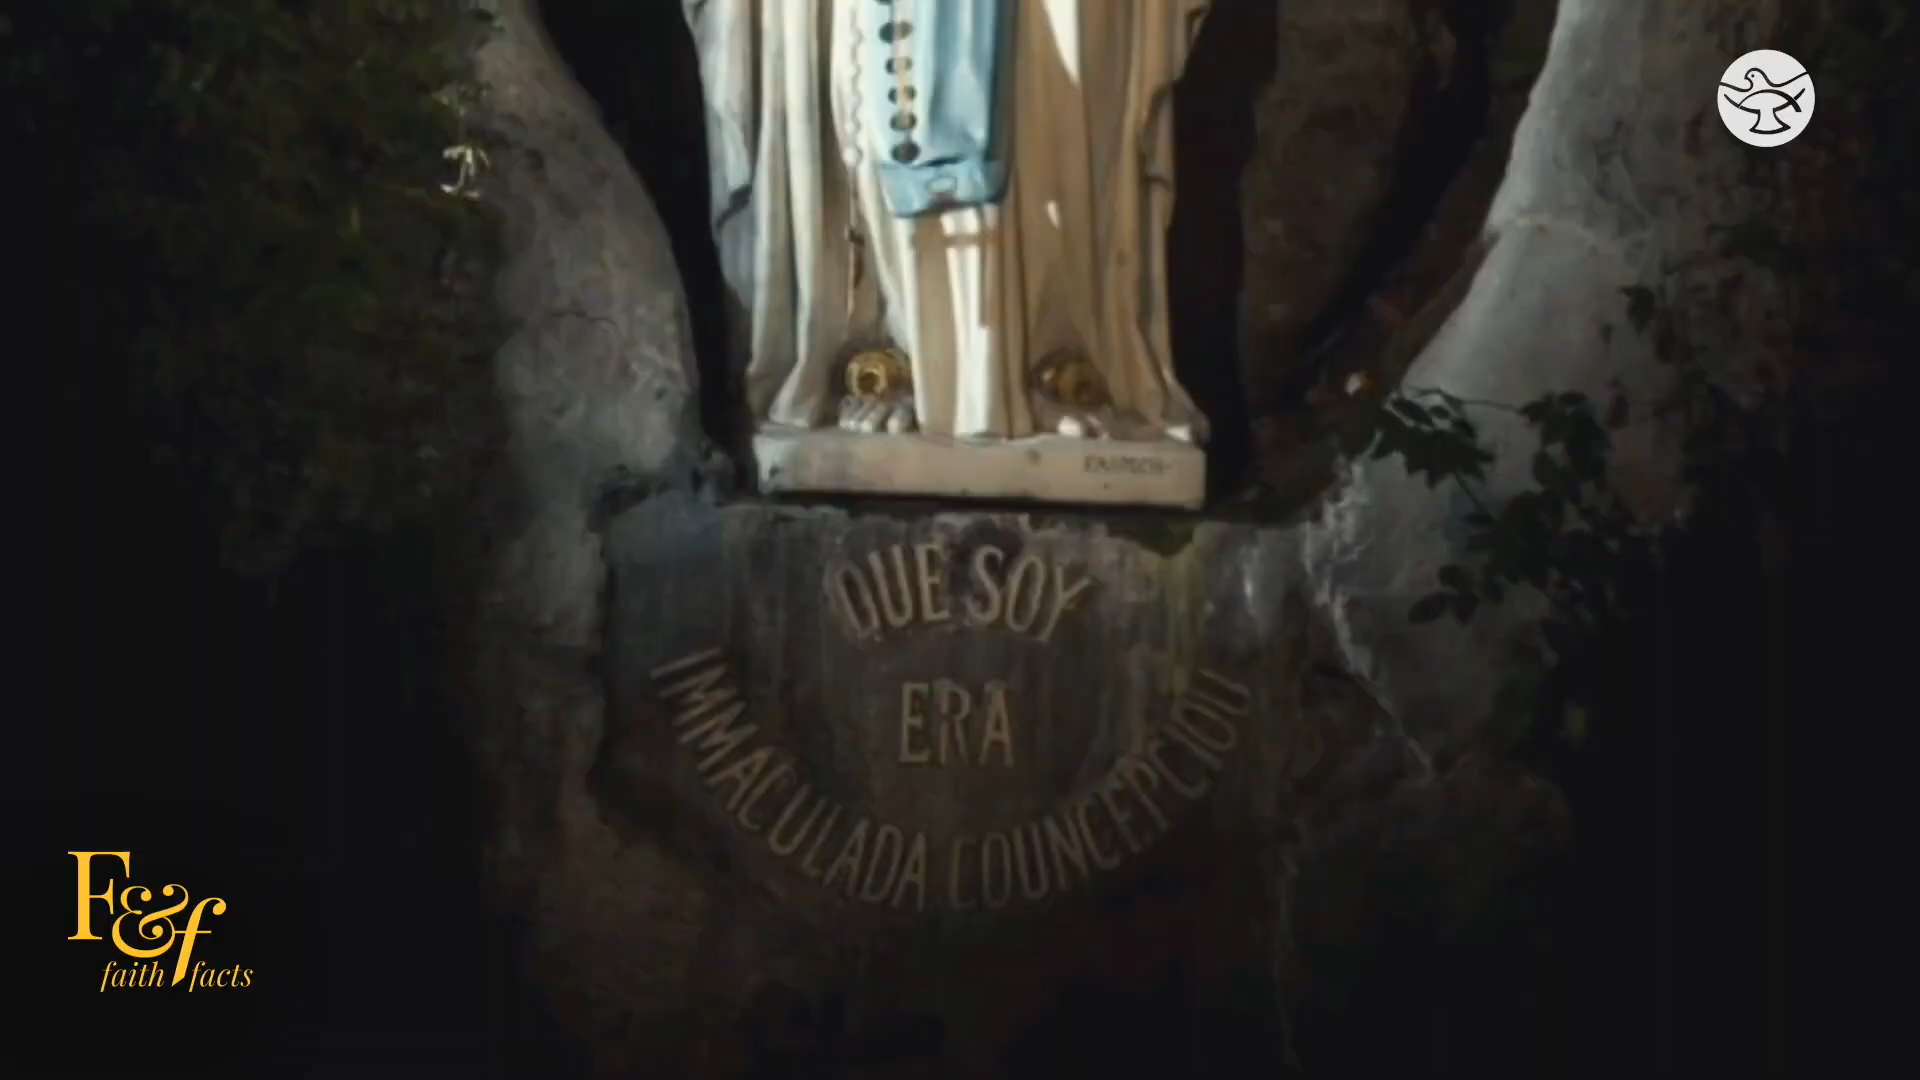 QUE SOY
ERA
IMMACULADA COUNCEPCIOU
F&f
faith facts